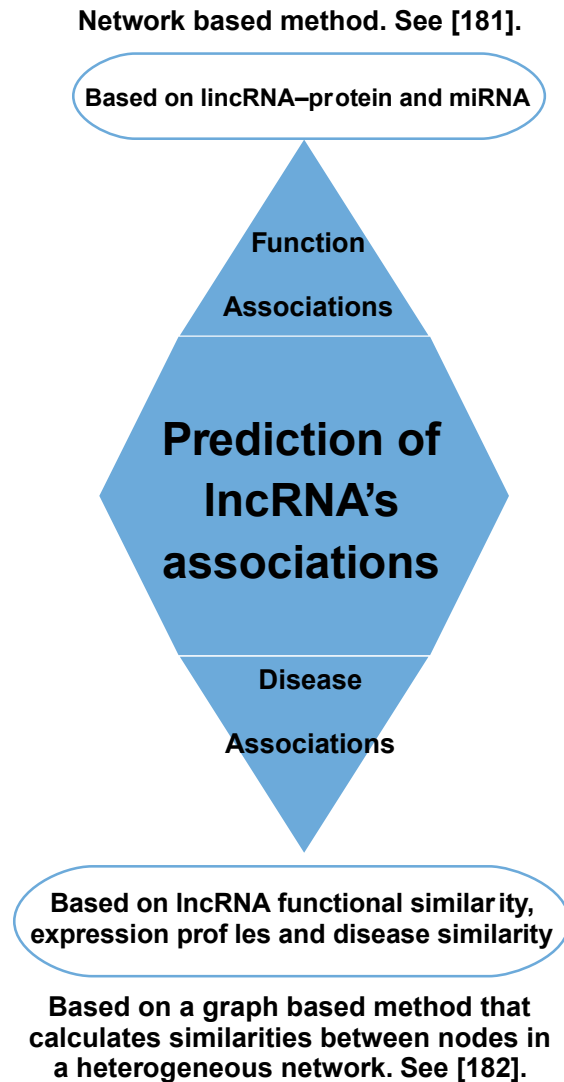 Network based method. See [181].
Based on lincRNA–protein and miRNA
Function
Associations
Prediction of
lncRNA's
associations
Disease
Associations
Based on lncRNA functional similarity,
expression prof les and disease similarity
Based on a graph based method that
calculates similarities between nodes in
a heterogeneous network. See [182].